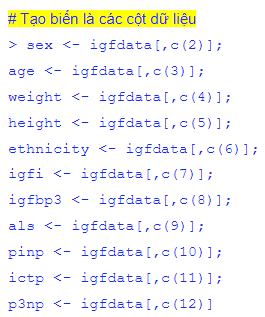 # Tạo biến là các cột dữ liệu
> sex <- igfdata[,c(2)];
age <- igfdata[,c(3)];
weight <- igfdata[,c(4)];
height <- igfdata[,c(5)];
ethnicity <- igfdata[,c(6)];
igfi <- igfdata[,c(7)];
igfbp3 <- igfdata[,c(8)];
als <- igfdata[,c(9)];
pinp <- igfdata[,c(10)];
ictp <- igfdata[,c(11)];
p3np <- igfdata[,c(12)]